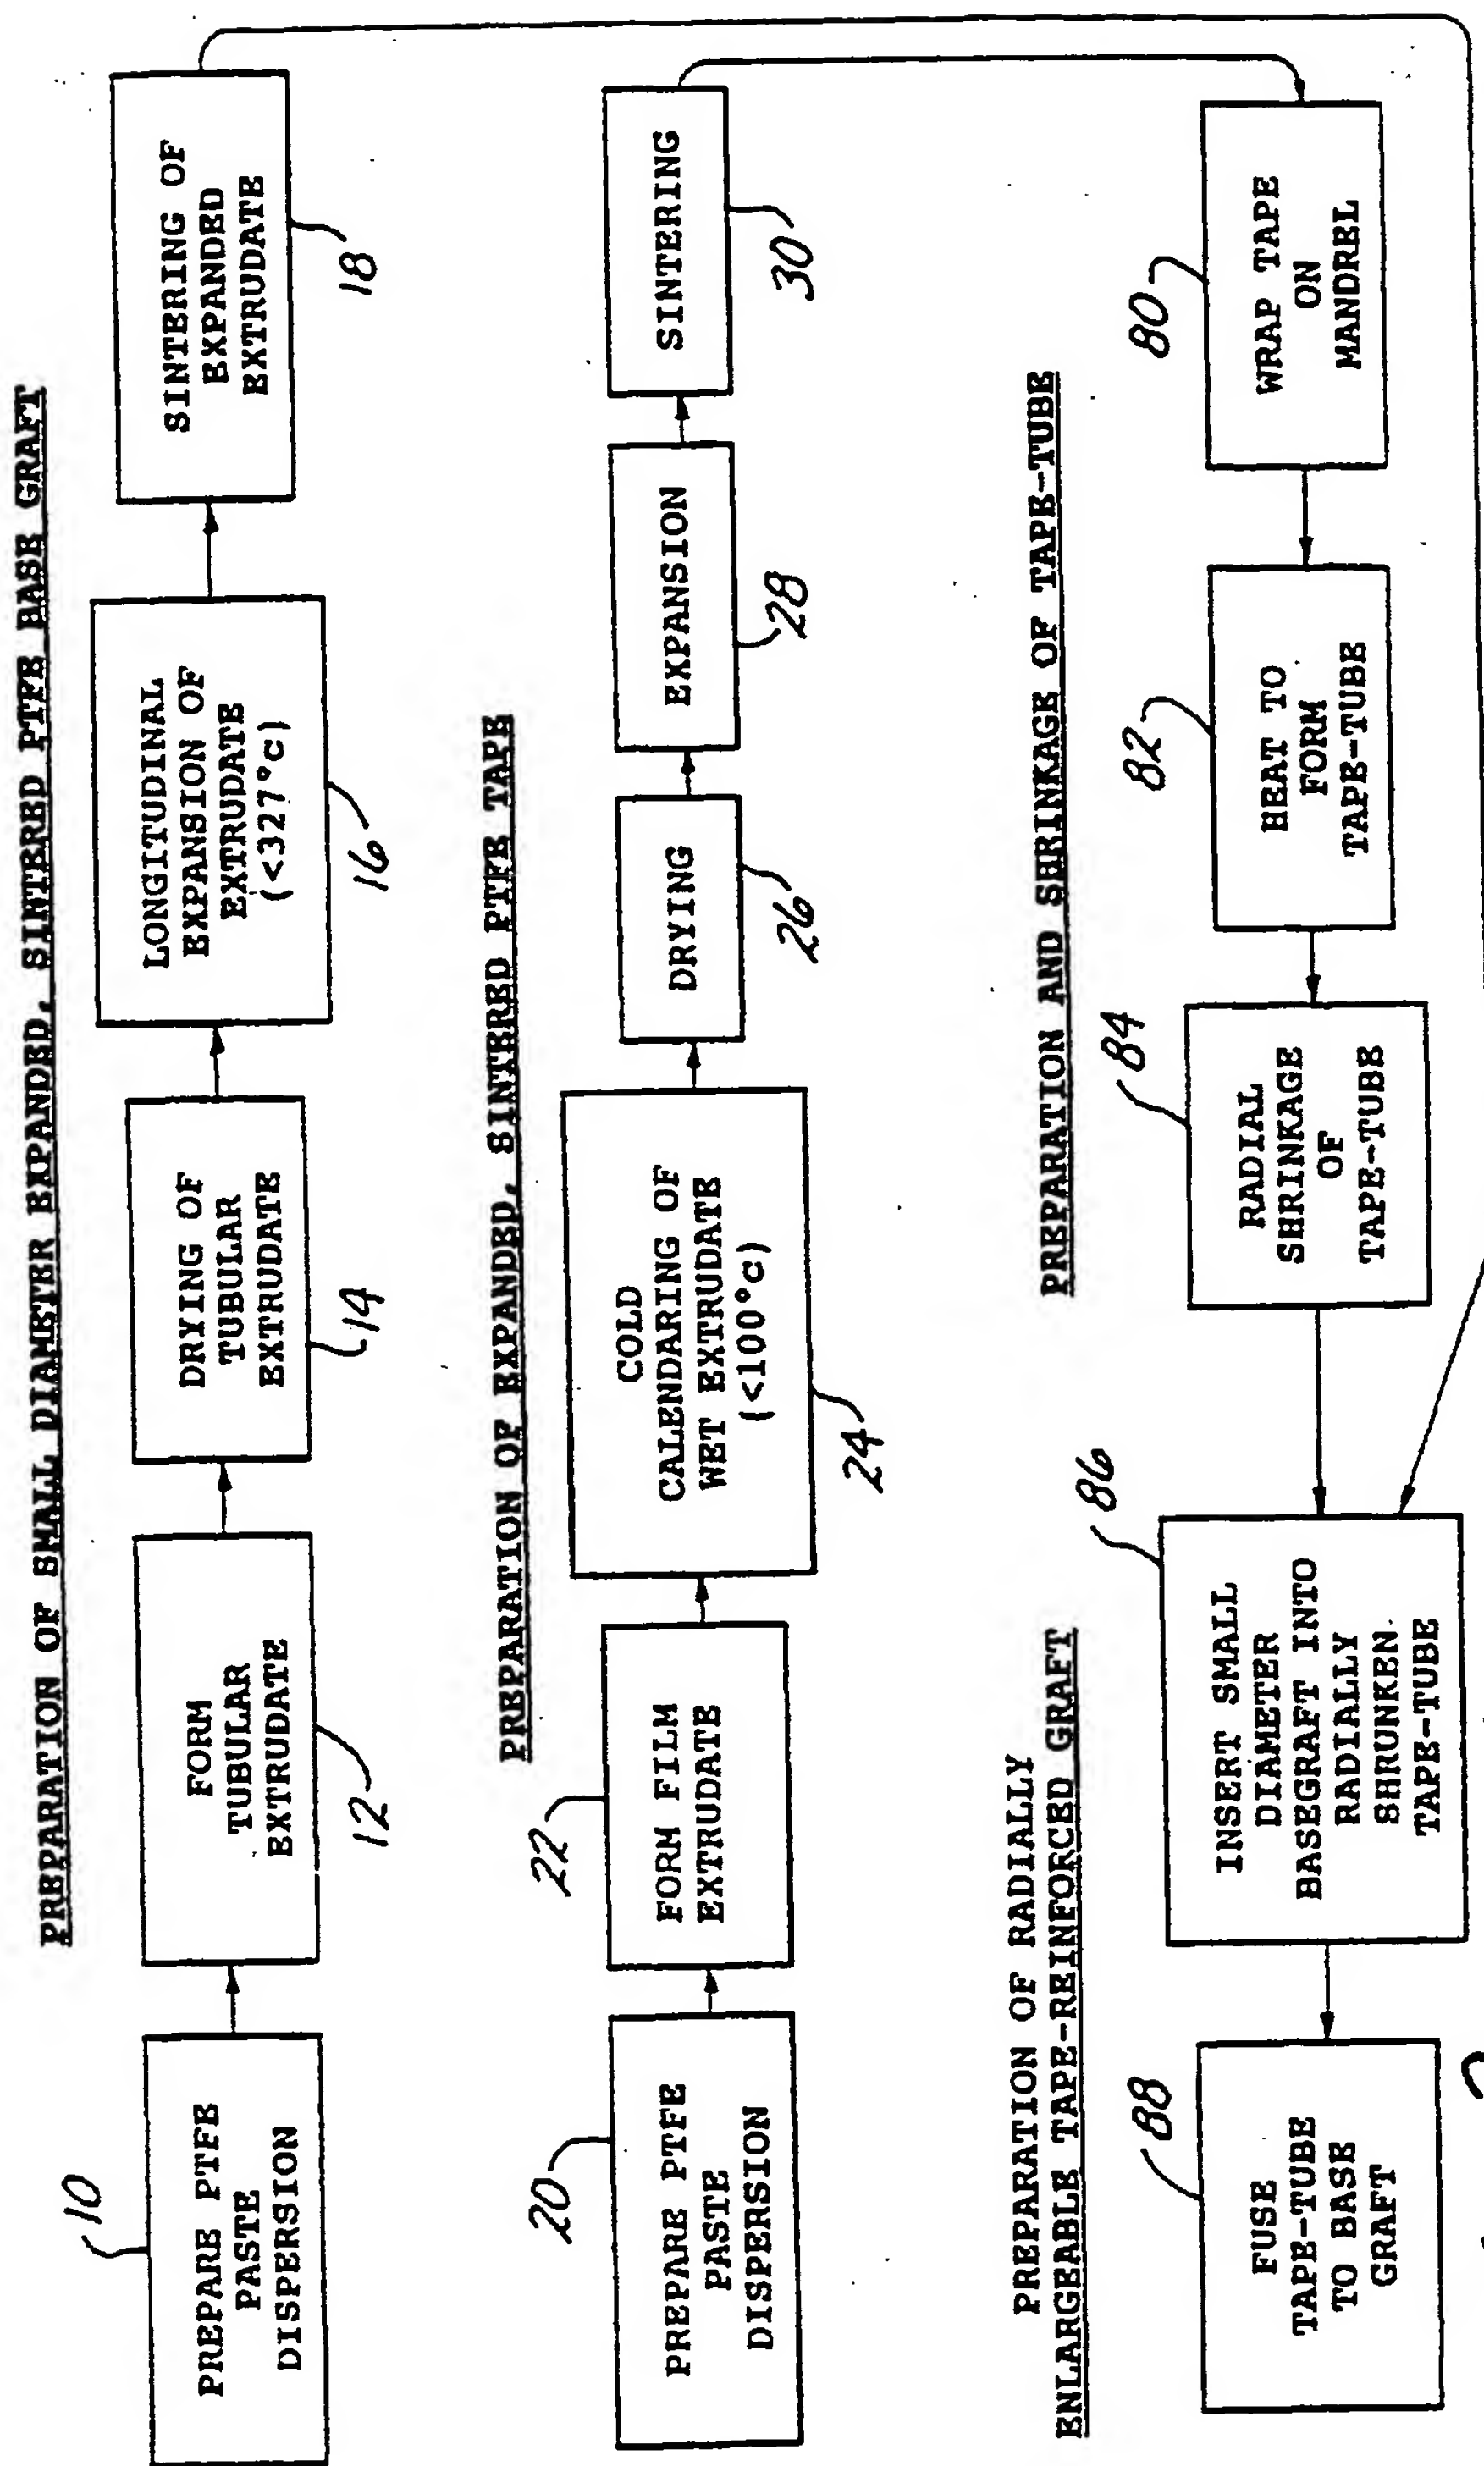 PREPARATION OF SMALL DIAMETER EXPANDED, SINTERED PTFE BASE GRAFT
10
PREPARE PTFE
PASTE
DISPERSION
FORM
TUBULAR
EXTRUDATE
12
DRYING OF
TUBULAR
EXTRUDATE
14
LONGITUDINAL
EXPANSION OF
EXTRUDATE
(<327°c)
16
SINTERING OF
EXPANDED
EXTRUDATE
18
PREPARATION OF EXPANDED, SINTERED PTFE TAPE
20
PREPARE PTFE
PASTE
DISPERSION
22
FORM FILM
EXTRUDATE
COLD
CALENDARING OF
WET EXTRUDATE
(<100°c)
24
DRYING
26
EXPANSION
28
SINTERING
30
PREPARATION AND SHRINKAGE OF TAPE-TUBE
80
WRAP TAPE
ON
MANDREL
82
HEAT TO
FORM
TAPE-TUBE
84
RADIAL
SHRINKAGE
OF
TAPE-TUBE
PREPARATION OF RADIALLY
ENLARGEABLE TAPE-REINFORCED GRAFT
86
INSERT SMALL
DIAMETER
BASEGRAFT INTO
RADIALLY
SHRUNKEN
TAPE-TUBE
88
FUSE
TAPE-TUBE
TO BASE
GRAFT